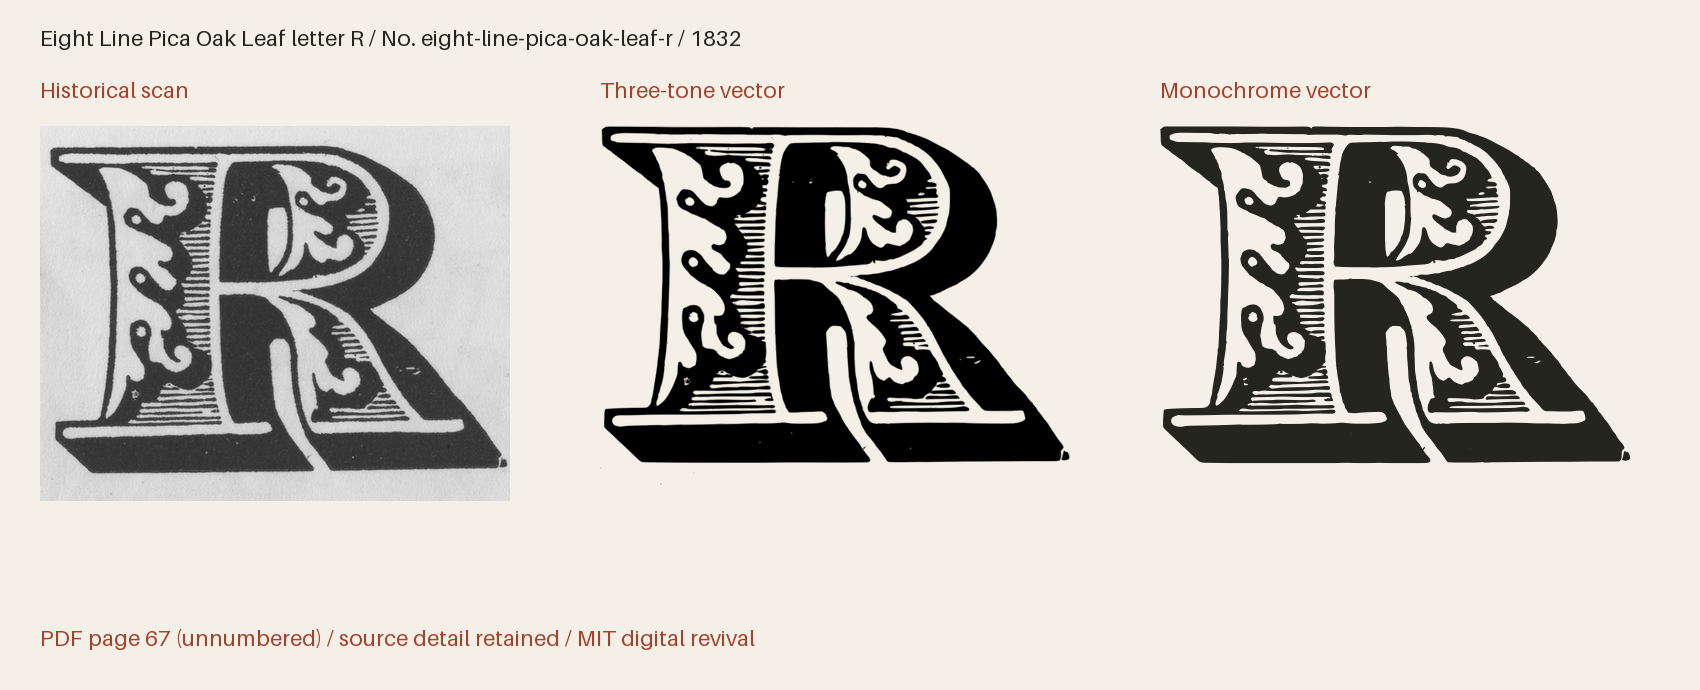 Eight Line Pica Oak Leaf letter R / No. eight-line-pica-oak-leaf-r / 1832
Historical scan
Three-tone vector
Monochrome vector
R
R
R
PDF page 67 (unnumbered) / source detail retained / MIT digital revival